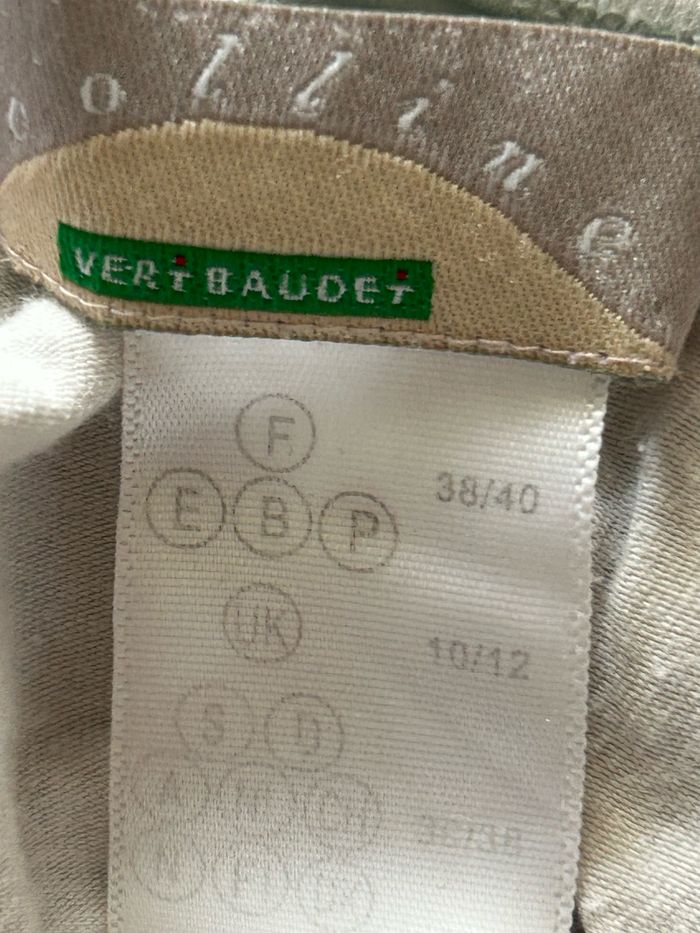 colline
VERTBAUDET
F
E B P 38/40
UK 10/12
S D